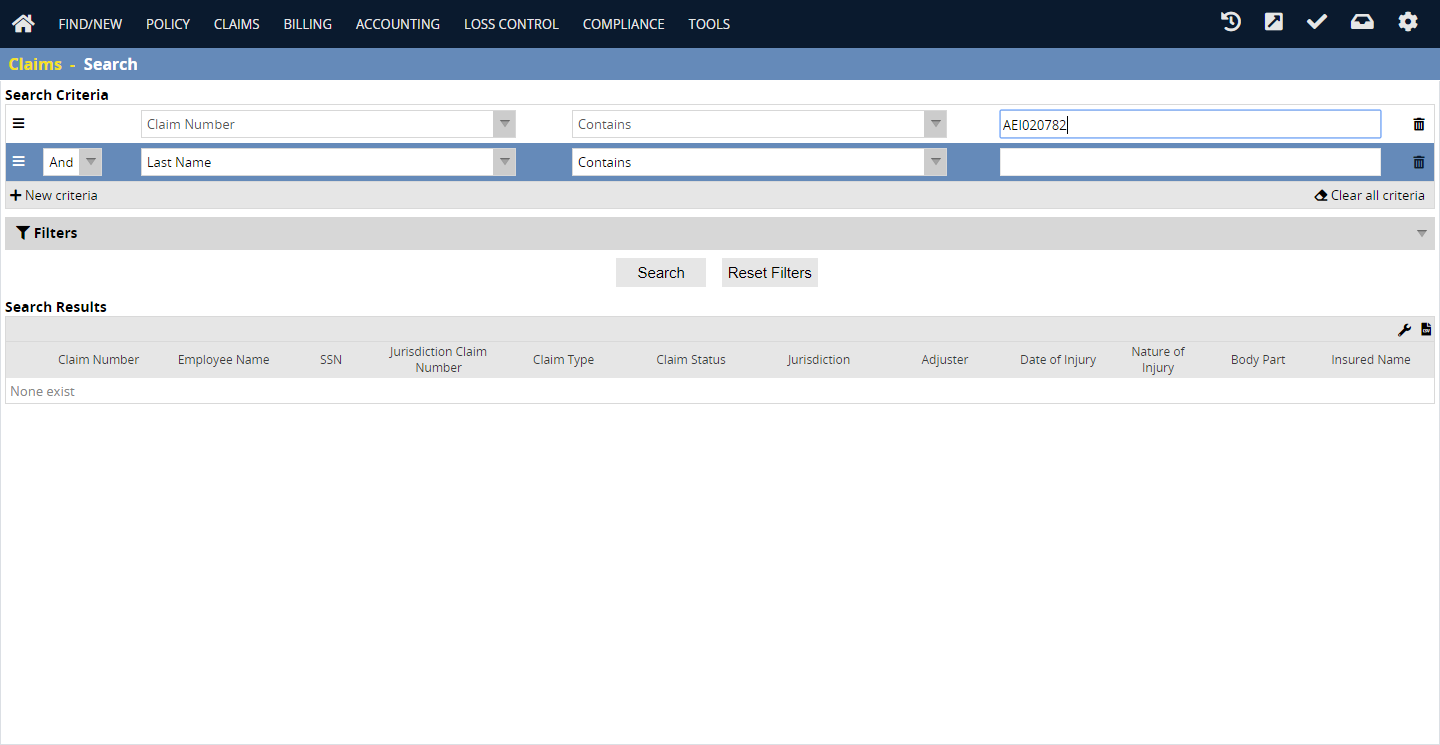 FIND/NEW POLICY CLAIMS BILLING ACCOUNTING LOSS CONTROL COMPLIANCE TOOLS
Claims - Search
Search Criteria
Claim Number Contains AEI020782
And Last Name Contains
New criteria Clear all criteria
Filters
Search Reset Filters
Search Results
CSV
Claim Number Employee Name SSN Jurisdiction Claim Number Claim Type Claim Status Jurisdiction Adjuster Date of Injury Nature of Injury Body Part Insured Name
None exist